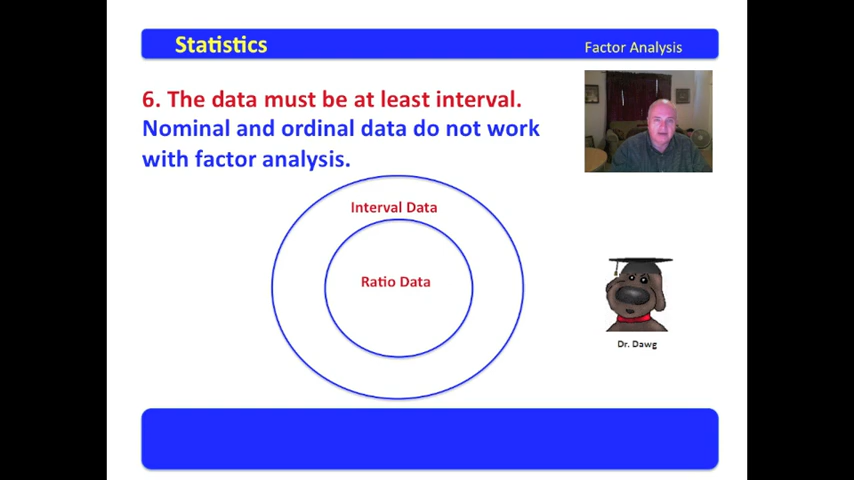 Statistics
Factor Analysis
6. The data must be at least interval.
Nominal and ordinal data do not work
with factor analysis.
Interval Data
Ratio Data
Dr. Dawg